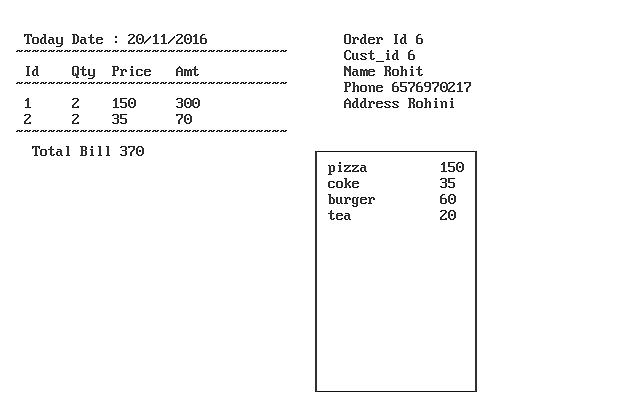 Today Date : 20/11/2016
~~~~~~~~~~~~~~~~~~~~~~~~~~~~~~~~~~
Id Qty Price Amt
~~~~~~~~~~~~~~~~~~~~~~~~~~~~~~~~~~
1 2 150 300
2 2 35 70
~~~~~~~~~~~~~~~~~~~~~~~~~~~~~~~~~~
Total Bill 370
Order Id 6
Cust_id 6
Name Rohit
Phone 6576970217
Address Rohini
pizza 150
coke 35
burger 60
tea 20